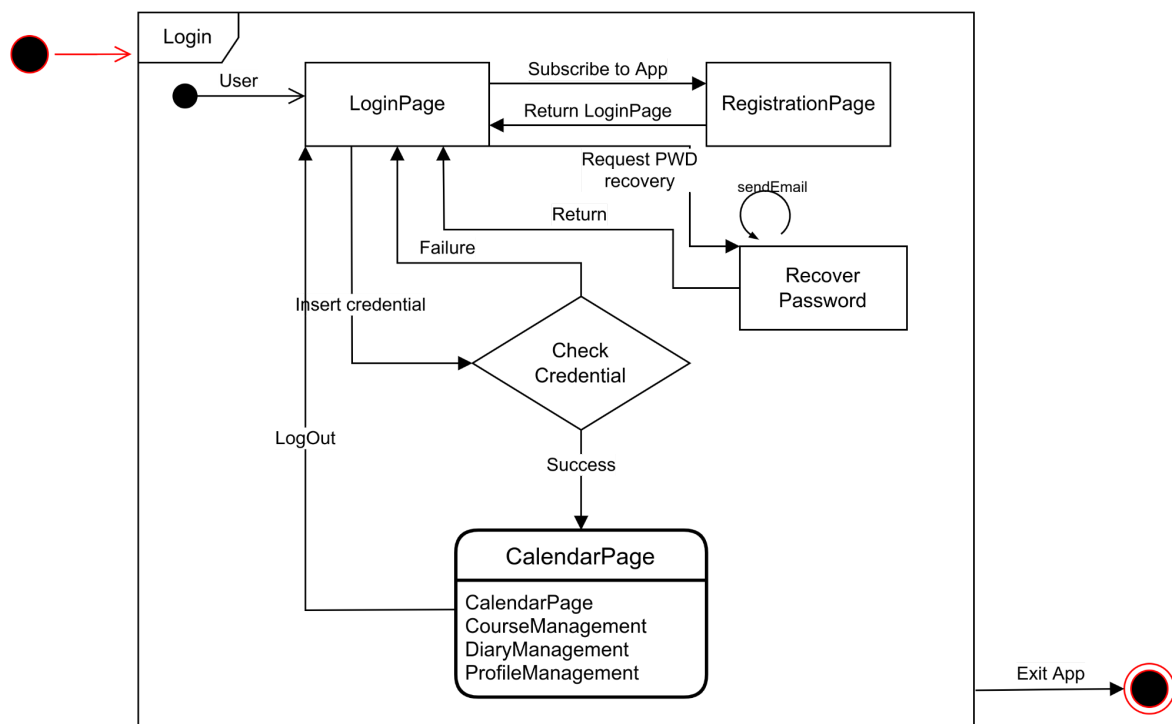 Login
User
LoginPage
Subscribe to App
RegistrationPage
Return LoginPage
Request PWD
recovery
sendEmail
Return
Failure
Recover
Password
Insert credential
Check
Credential
LogOut
Success
CalendarPage
CalendarPage
CourseManagement
DiaryManagement
ProfileManagement
Exit App